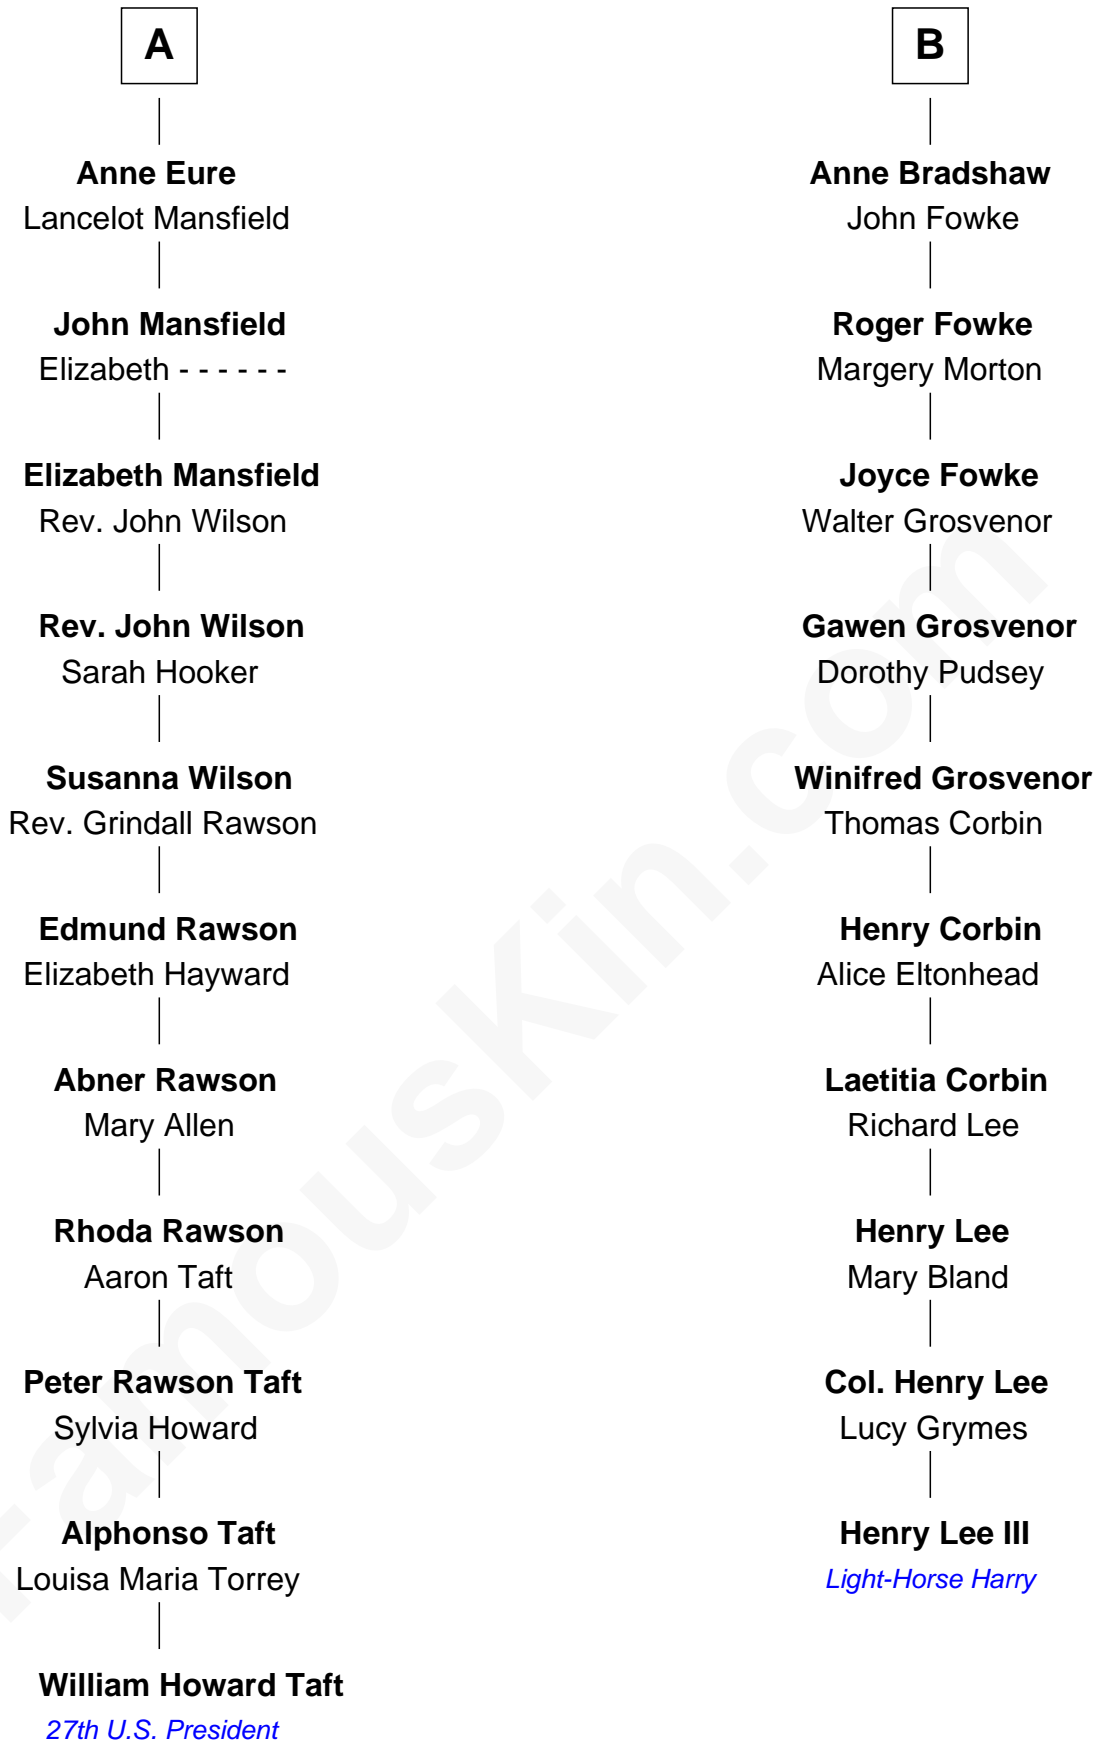 A
Anne Eure
Lancelot Mansfield
John Mansfield
Elizabeth - - - - - -
Elizabeth Mansfield
Rev. John Wilson
Rev. John Wilson
Sarah Hooker
Susanna Wilson
Rev. Grindall Rawson
Edmund Rawson
Elizabeth Hayward
Abner Rawson
Mary Allen
Rhoda Rawson
Aaron Taft
Peter Rawson Taft
Sylvia Howard
Alphonso Taft
Louisa Maria Torrey
William Howard Taft
27th U.S. President
B
Anne Bradshaw
John Fowke
Roger Fowke
Margery Morton
Joyce Fowke
Walter Grosvenor
Gawen Grosvenor
Dorothy Pudsey
Winifred Grosvenor
Thomas Corbin
Henry Corbin
Alice Eltonhead
Laetitia Corbin
Richard Lee
Henry Lee
Mary Bland
Col. Henry Lee
Lucy Grymes
Henry Lee III
Light-Horse Harry
FamousKin.com